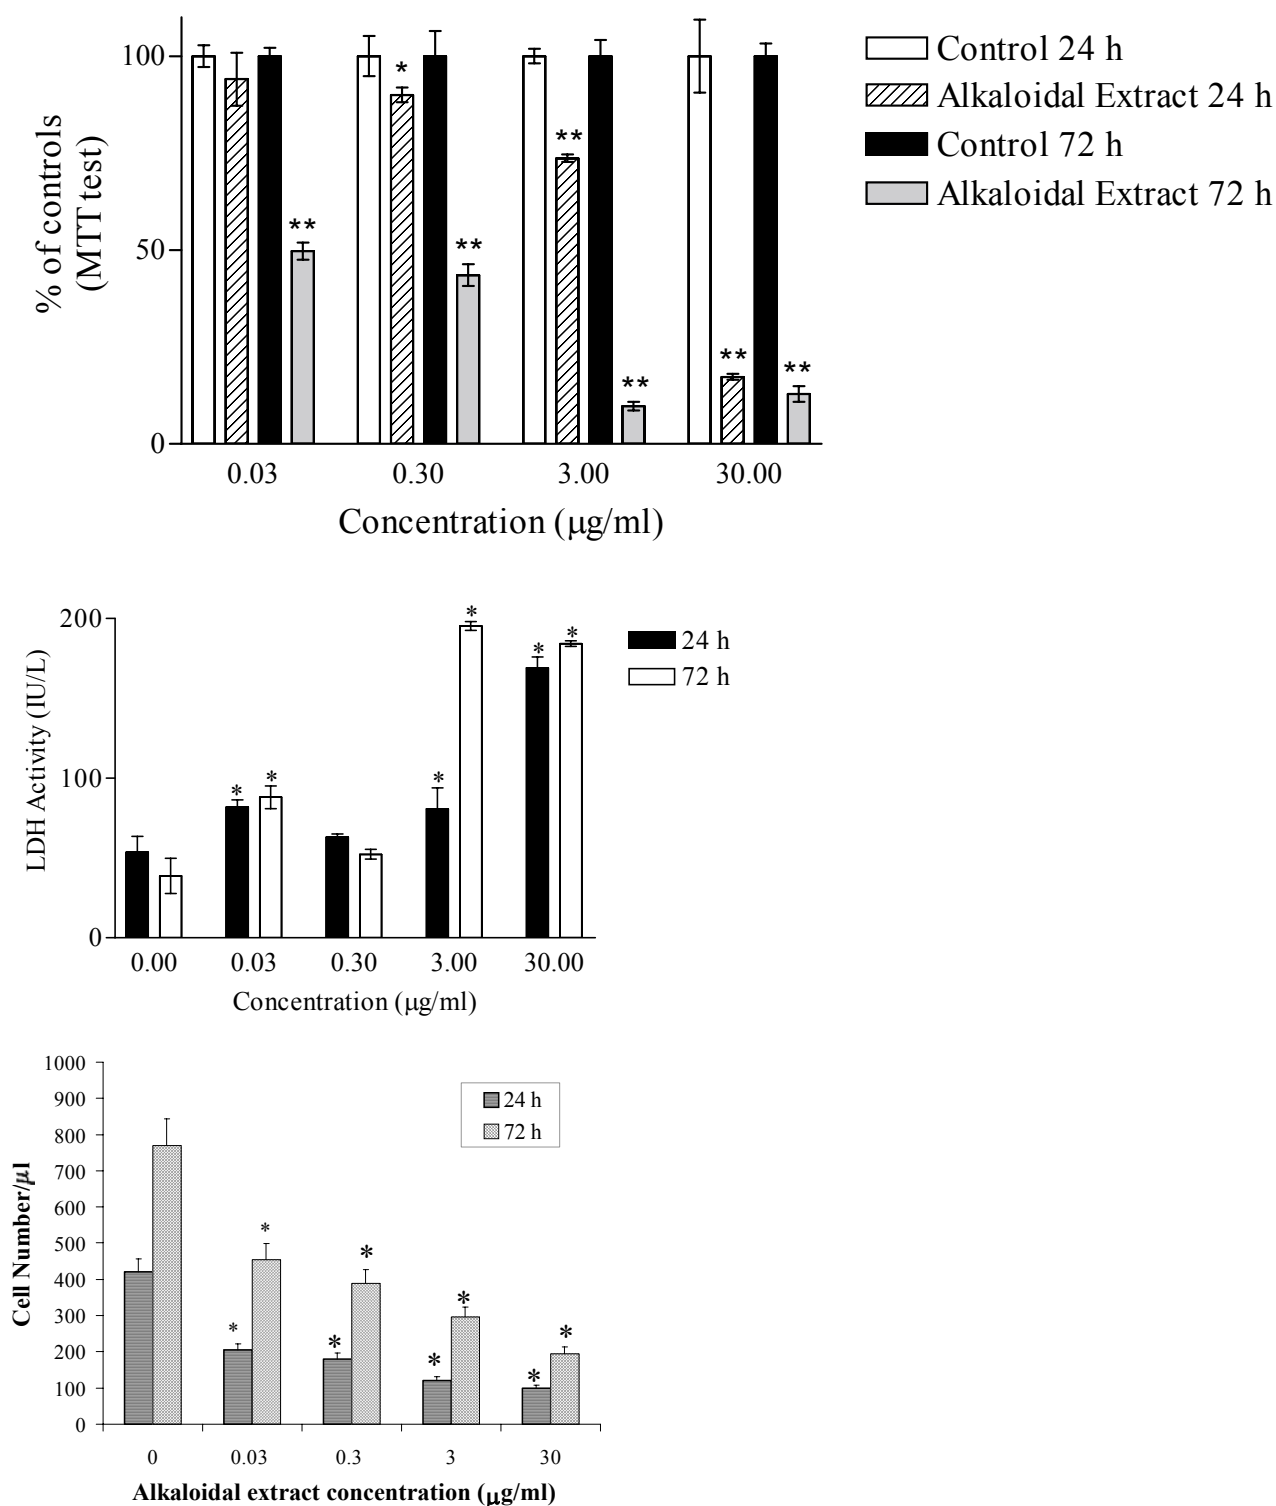 100
50
0
% of controls
(MTT test)
*
**
**
**
**
**
**
0.03 0.30 3.00 30.00
Concentration (μg/ml)
Control 24 h
Alkaloidal Extract 24 h
Control 72 h
Alkaloidal Extract 72 h
200
100
0
LDH Activity (IU/L)
* * * * * *
0.00 0.03 0.30 3.00 30.00
Concentration (μg/ml)
24 h
72 h
1000
900
800
700
600
500
400
300
200
100
0
Cell Number/μl
* * * * * * * *
24 h
72 h
0 0.03 0.3 3 30
Alkaloidal extract concentration (μg/ml)